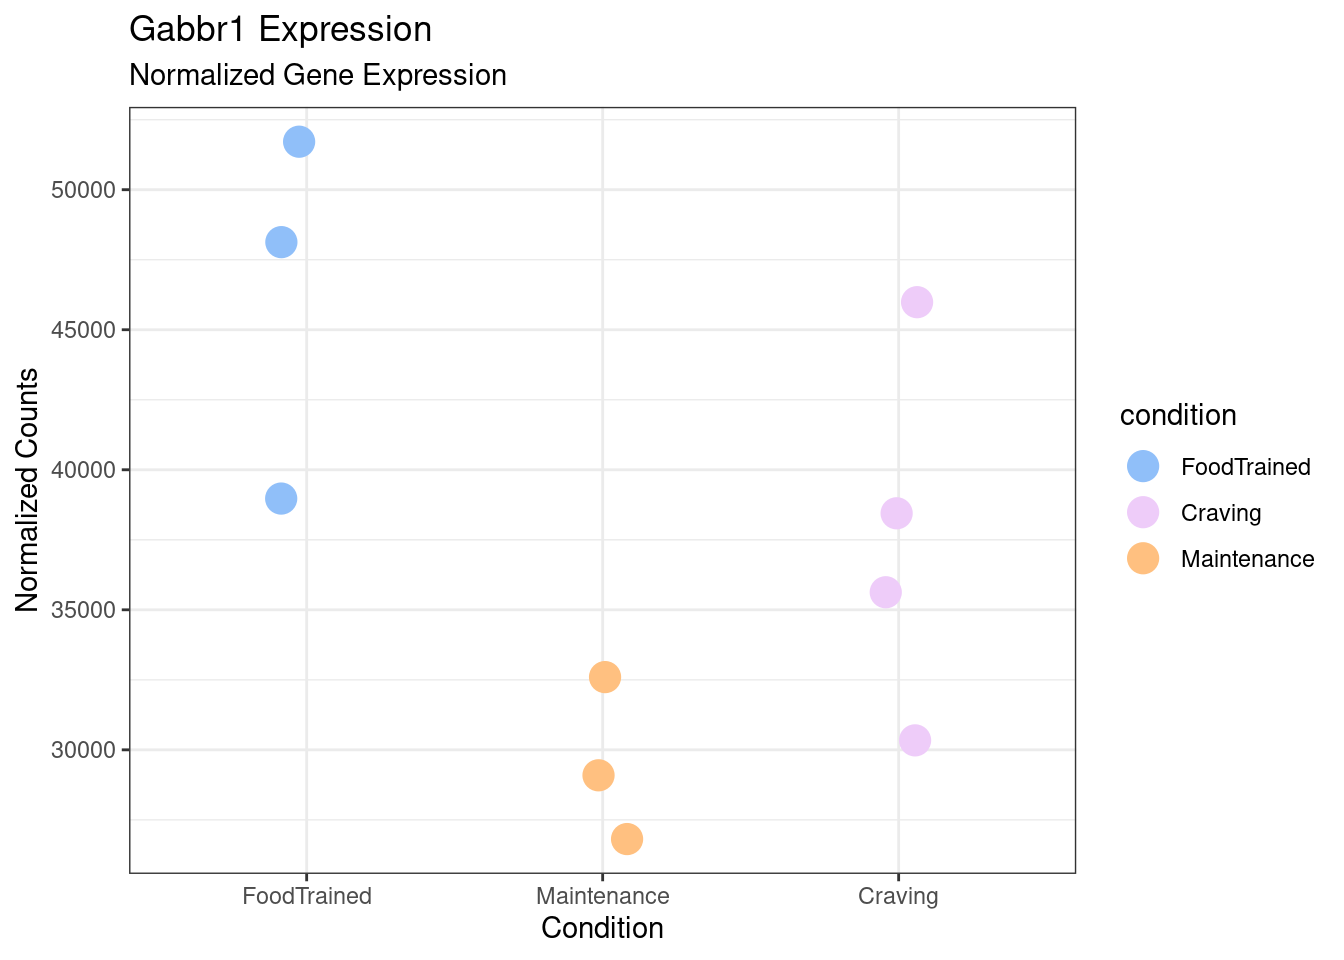 Gabbr1 Expression
Normalized Gene Expression
Normalized Counts
50000
45000
40000
35000
30000
FoodTrained
Maintenance
Craving
Condition
condition
FoodTrained
Craving
Maintenance